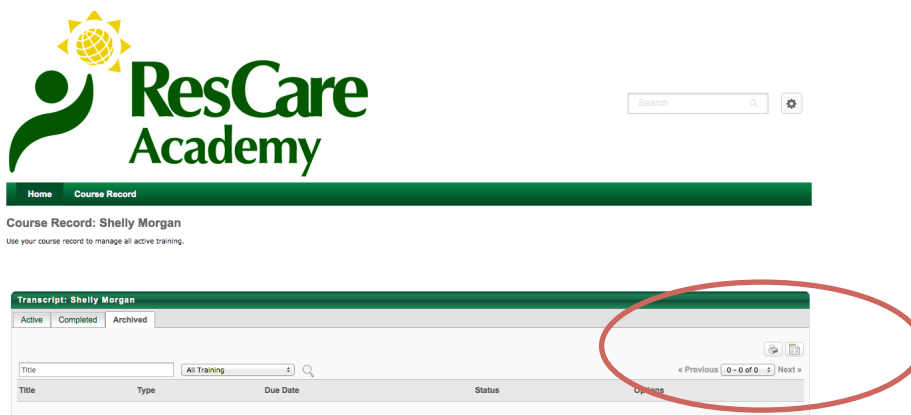 ResCare
Academy
Search
Home Course Record
Course Record: Shelly Morgan
Use your course record to manage all active training.
Transcript: Shelly Morgan
Active Completed Archived
Title All Training « Previous 0 - 0 of 0 Next »
Title Type Due Date Status Options